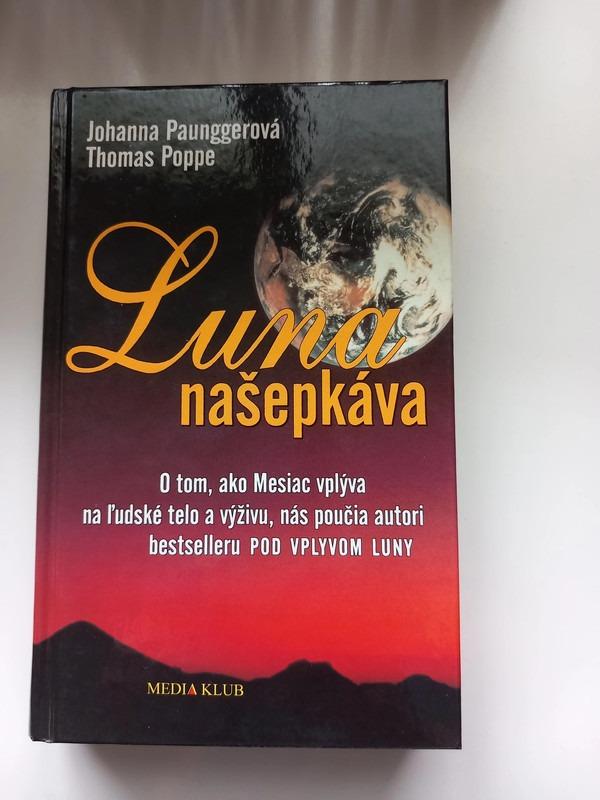 Johanna Paunggerová
Thomas Poppe
Luna
našepkáva
O tom, ako Mesiac vplýva
na ľudské telo a výživu, nás poučia autori
bestselleru POD VPLYVOM LUNY
MEDIA KLUB